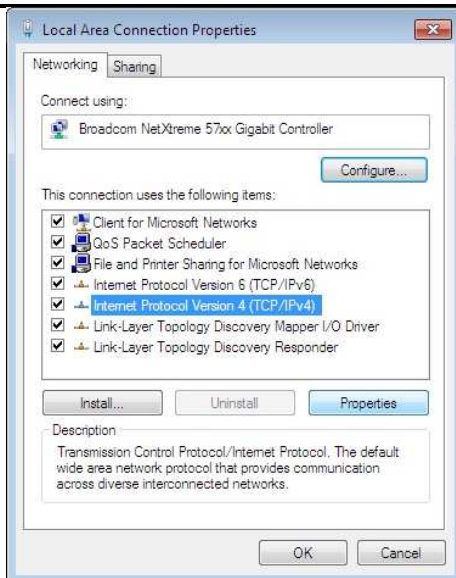 Local Area Connection Properties
Networking
Sharing
Connect using:
Broadcom NetXtreme 57xx Gigabit Controller
Configure...
This connection uses the following items:
Client for Microsoft Networks
QoS Packet Scheduler
File and Printer Sharing for Microsoft Networks
Internet Protocol Version 6 (TCP/IPv6)
Internet Protocol Version 4 (TCP/IPv4)
Link-Layer Topology Discovery Mapper I/O Driver
Link-Layer Topology Discovery Responder
Install...
Uninstall
Properties
Description
Transmission Control Protocol/Internet Protocol. The default
wide area network protocol that provides communication
across diverse interconnected networks.
OK
Cancel